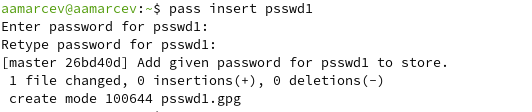 aamarcev@aamarcev:~$ pass insert psswd1
Enter password for psswd1:
Retype password for psswd1:
[master 26bd40d] Add given password for psswd1 to store.
1 file changed, 0 insertions(+), 0 deletions(-)
create mode 100644 psswd1.gpg